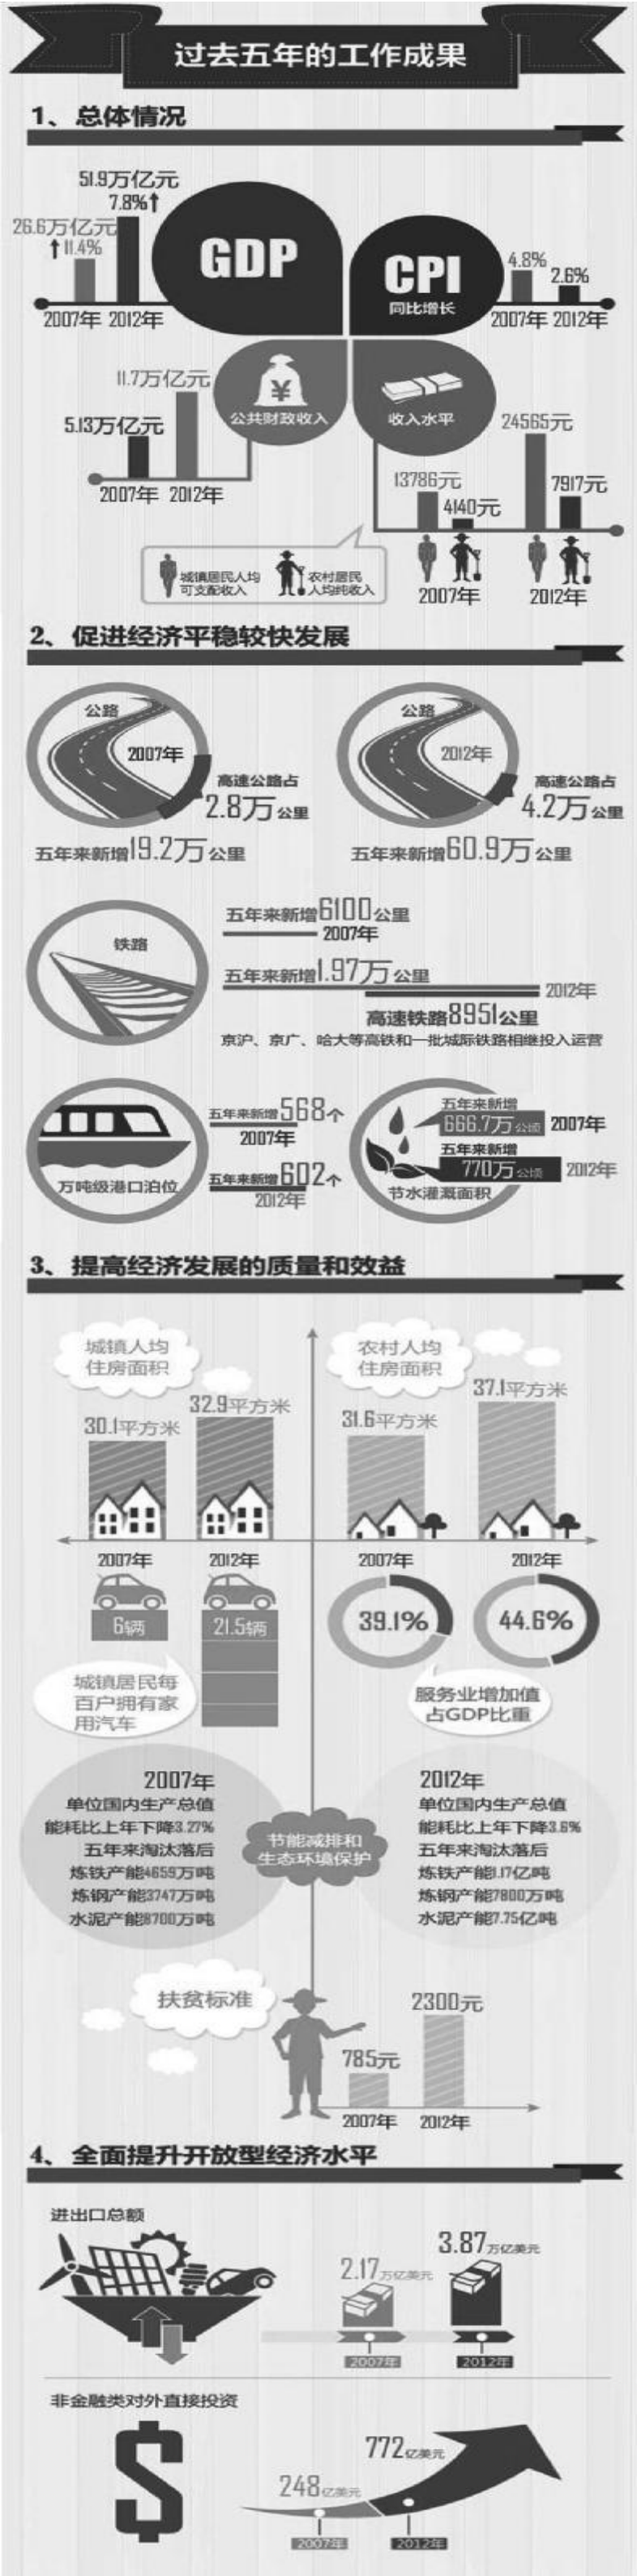 过去五年的工作成果
1、总体情况
51.9万亿元
7.8%↑
26.6万亿元
↑11.4%
2007年 2012年
GDP
CPI
同比增长
4.8%
2.6%
2007年 2012年
11.7万亿元
5.13万亿元
2007年 2012年
¥
公共财政收入
收入水平
24565元
13786元
7917元
4140元
2007年
2012年
城镇居民人均
可支配收入
农村居民
人均纯收入
2、促进经济平稳较快发展
公路
2007年
高速公路占
2.8万公里
五年来新增19.2万公里
公路
2012年
高速公路占
4.2万公里
五年来新增60.9万公里
铁路
五年来新增6100公里
2007年
五年来新增1.97万公里
2012年
高速铁路8951公里
京沪、京广、哈大等高铁和一批城际铁路相继投入运营
万吨级港口泊位
五年来新增568个
2007年
五年来新增602个
2012年
五年来新增
666.7万公顷 2007年
五年来新增
770万公顷 2012年
节水灌溉面积
3、提高经济发展的质量和效益
城镇人均
住房面积
30.1平方米
32.9平方米
2007年
2012年
农村人均
住房面积
31.6平方米
37.1平方米
2007年
2012年
6辆
21.5辆
城镇居民每
百户拥有家
用汽车
39.1%
44.6%
服务业增加值
占GDP比重
2007年
单位国内生产总值
能耗比上年下降3.27%
五年来淘汰落后
炼铁产能4659万吨
炼钢产能3747万吨
水泥产能8700万吨
节能减排和
生态环境保护
2012年
单位国内生产总值
能耗比上年下降3.6%
五年来淘汰落后
炼铁产能1.17亿吨
炼钢产能7800万吨
水泥产能7.75亿吨
扶贫标准
2300元
785元
2007年 2012年
4、全面提升开放型经济水平
进出口总额
3.87万亿美元
2.17万亿美元
2007年
2012年
非金融类对外直接投资
$
772亿美元
248亿美元
2007年
2012年